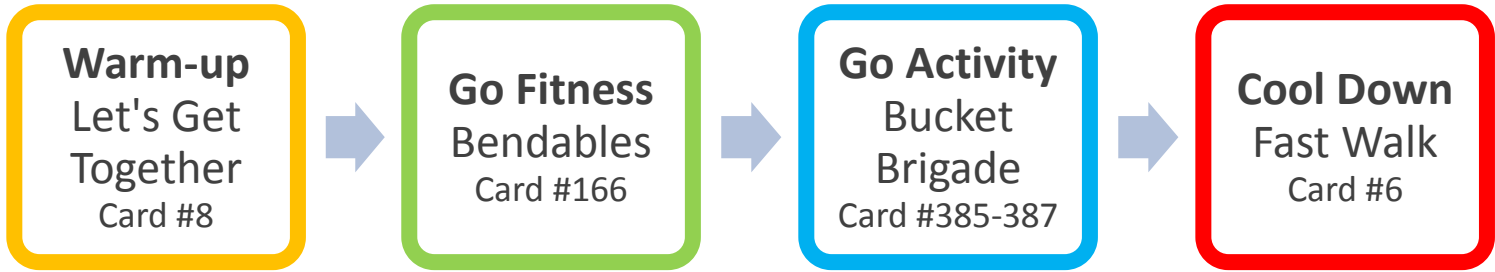 Warm-up
Let's Get
Together
Card #8
Go Fitness
Bendables
Card #166
Go Activity
Bucket
Brigade
Card #385-387
Cool Down
Fast Walk
Card #6